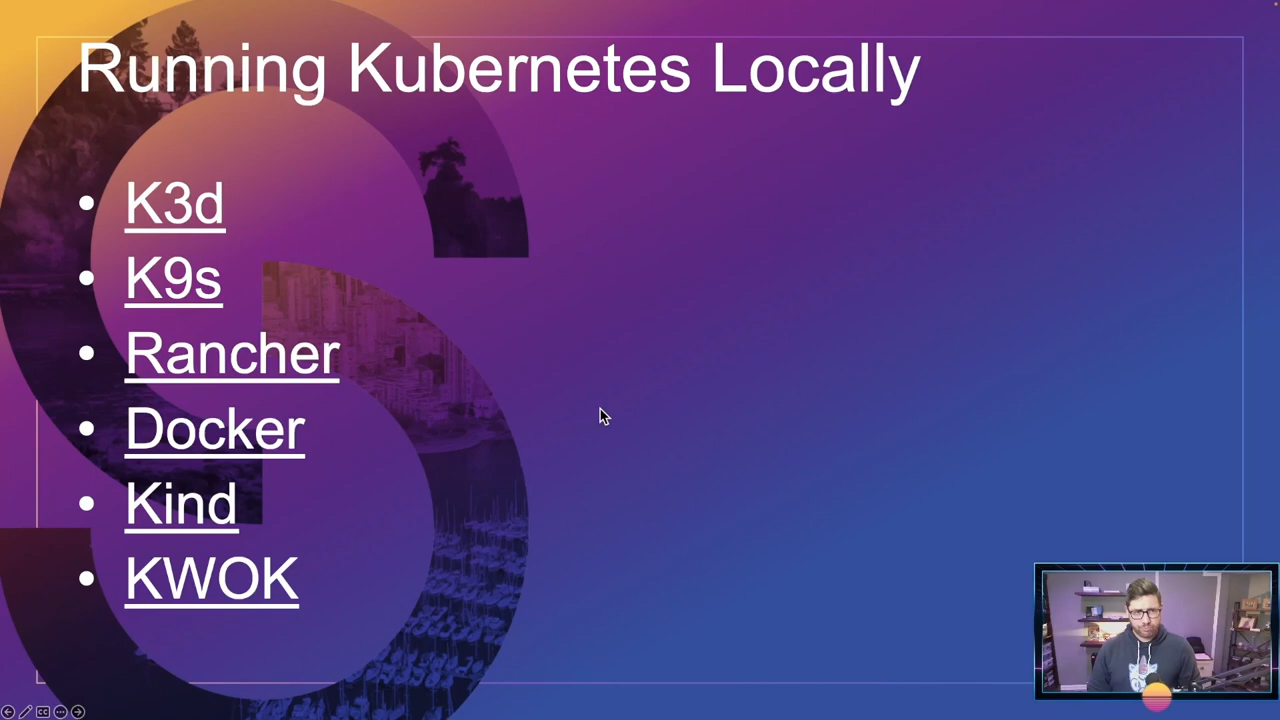 Running Kubernetes Locally
• K3d
• K9s
• Rancher
• Docker
• Kind
• KWOK